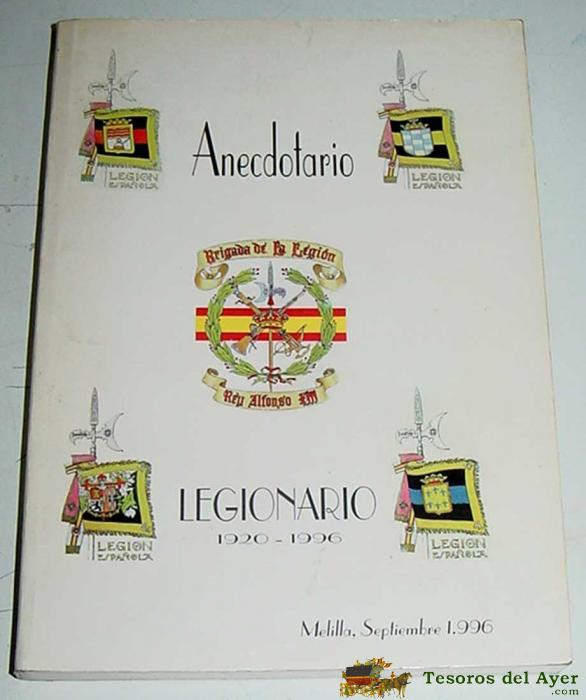 Anecdotario
LEGION
ESPAÑOLA
LEGION
ESPAÑOLA
Brigada de la Legión
Rey Alfonso XIII
LEGIONARIO
1920 - 1996
LEGION
ESPAÑOLA
LEGION
ESPAÑOLA
Melilla, Septiembre 1.996
Tesoros del Ayer
.com